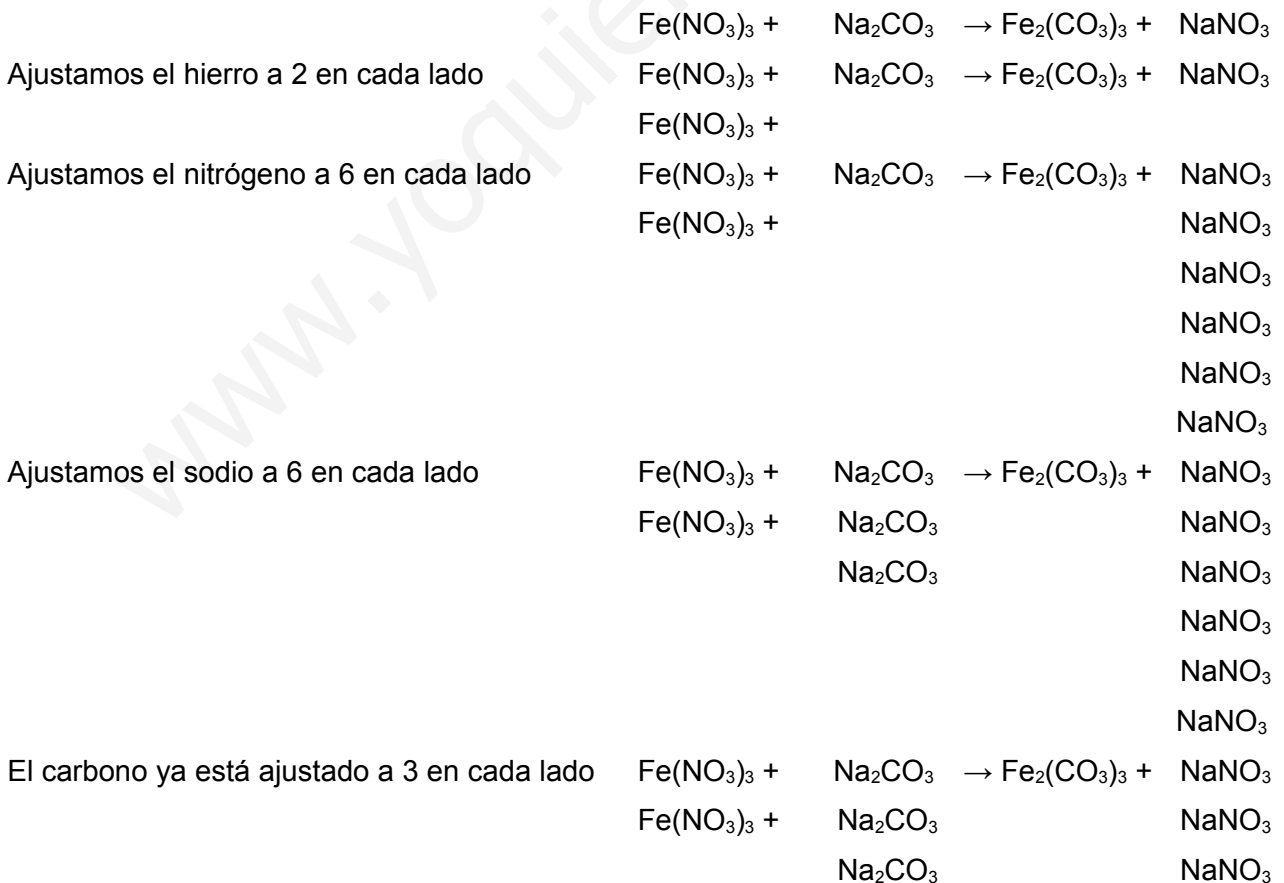 Fe(NO₃)₃ + Na₂CO₃ → Fe₂(CO₃)₃ + NaNO₃
Ajustamos el hierro a 2 en cada lado Fe(NO₃)₃ + Na₂CO₃ → Fe₂(CO₃)₃ + NaNO₃
Fe(NO₃)₃ +
Ajustamos el nitrógeno a 6 en cada lado Fe(NO₃)₃ + Na₂CO₃ → Fe₂(CO₃)₃ + NaNO₃
Fe(NO₃)₃ + NaNO₃
NaNO₃
NaNO₃
NaNO₃
NaNO₃
Ajustamos el sodio a 6 en cada lado Fe(NO₃)₃ + Na₂CO₃ → Fe₂(CO₃)₃ + NaNO₃
Fe(NO₃)₃ + Na₂CO₃ NaNO₃
Na₂CO₃ NaNO₃
NaNO₃
NaNO₃
NaNO₃
El carbono ya está ajustado a 3 en cada lado Fe(NO₃)₃ + Na₂CO₃ → Fe₂(CO₃)₃ + NaNO₃
Fe(NO₃)₃ + Na₂CO₃ NaNO₃
Na₂CO₃ NaNO₃
www.yoquie